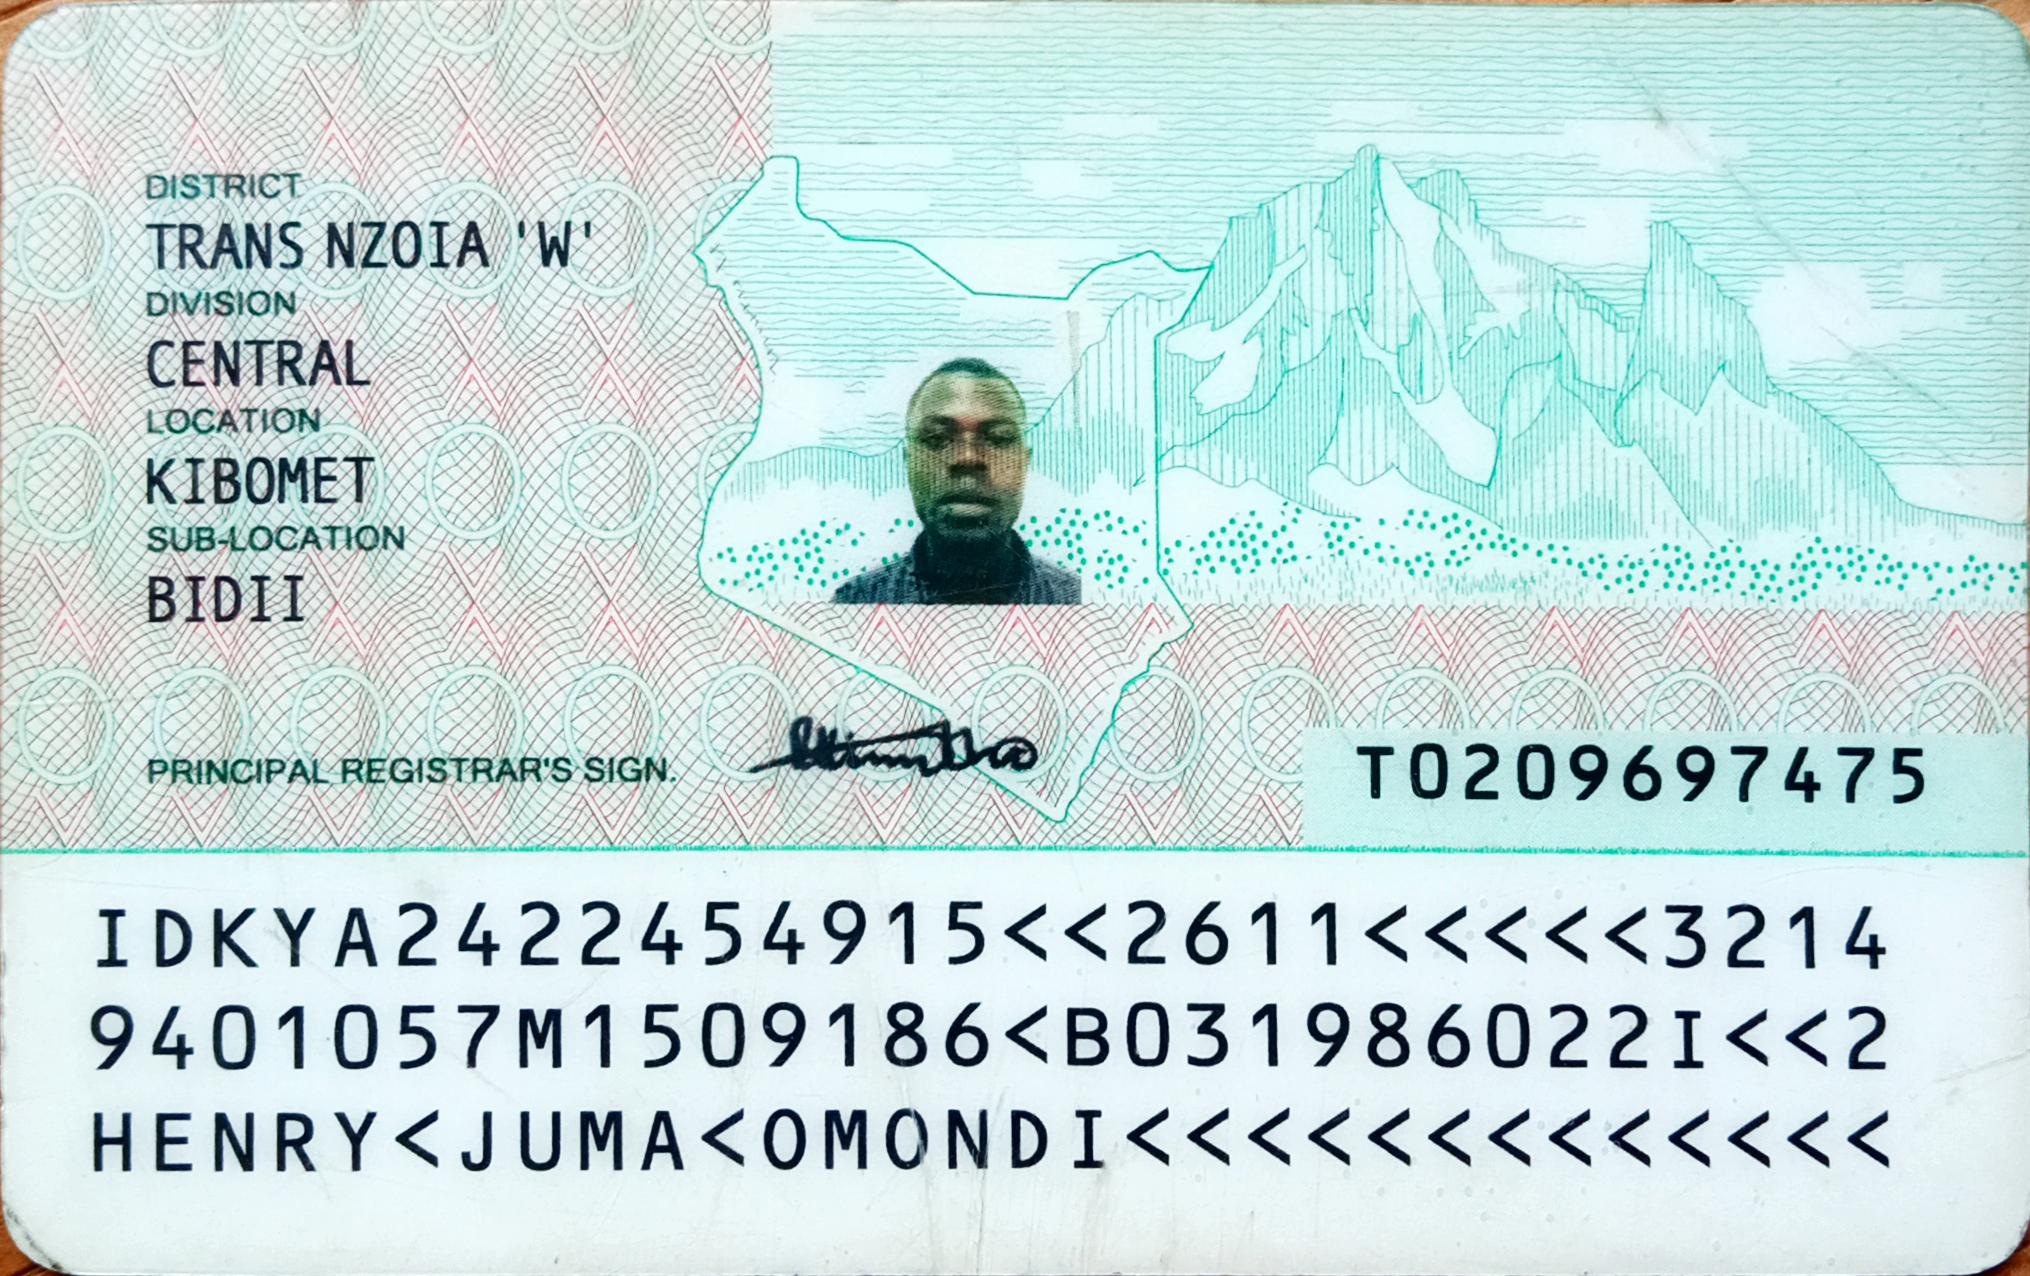 DISTRICT
TRANS NZOIA 'W'
DIVISION
CENTRAL
LOCATION
KIBOMET
SUB-LOCATION
BIDII
PRINCIPAL REGISTRAR'S SIGN.
T0209697475
IDKYA2422454915<<2611<<<<<3214
9401057M1509186<B031986022I<<2
HENRY<JUMA<OMONDI<<<<<<<<<<<<<